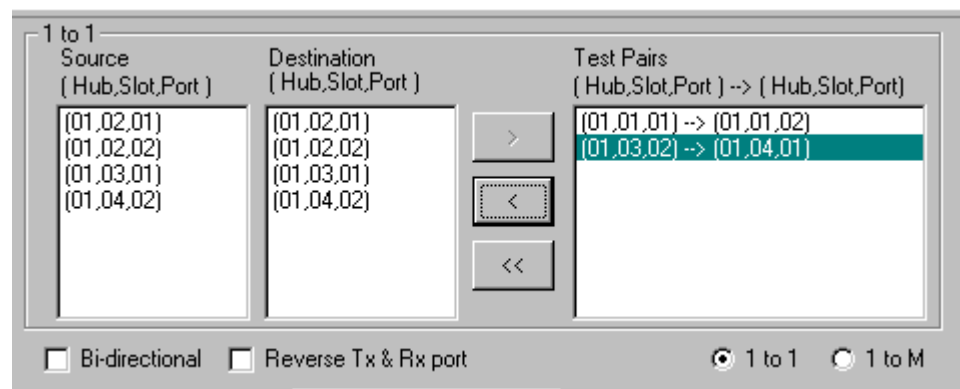 1 to 1
Source
( Hub,Slot,Port )
(01,02,01)
(01,02,02)
(01,03,01)
(01,04,02)
Destination
( Hub,Slot,Port )
(01,02,01)
(01,02,02)
(01,03,01)
(01,04,02)
>
<
<<
Test Pairs
( Hub,Slot,Port ) --> ( Hub,Slot,Port)
(01,01,01) --> (01,01,02)
(01,03,02) --> (01,04,01)
Bi-directional
Reverse Tx & Rx port
1 to 1
1 to M